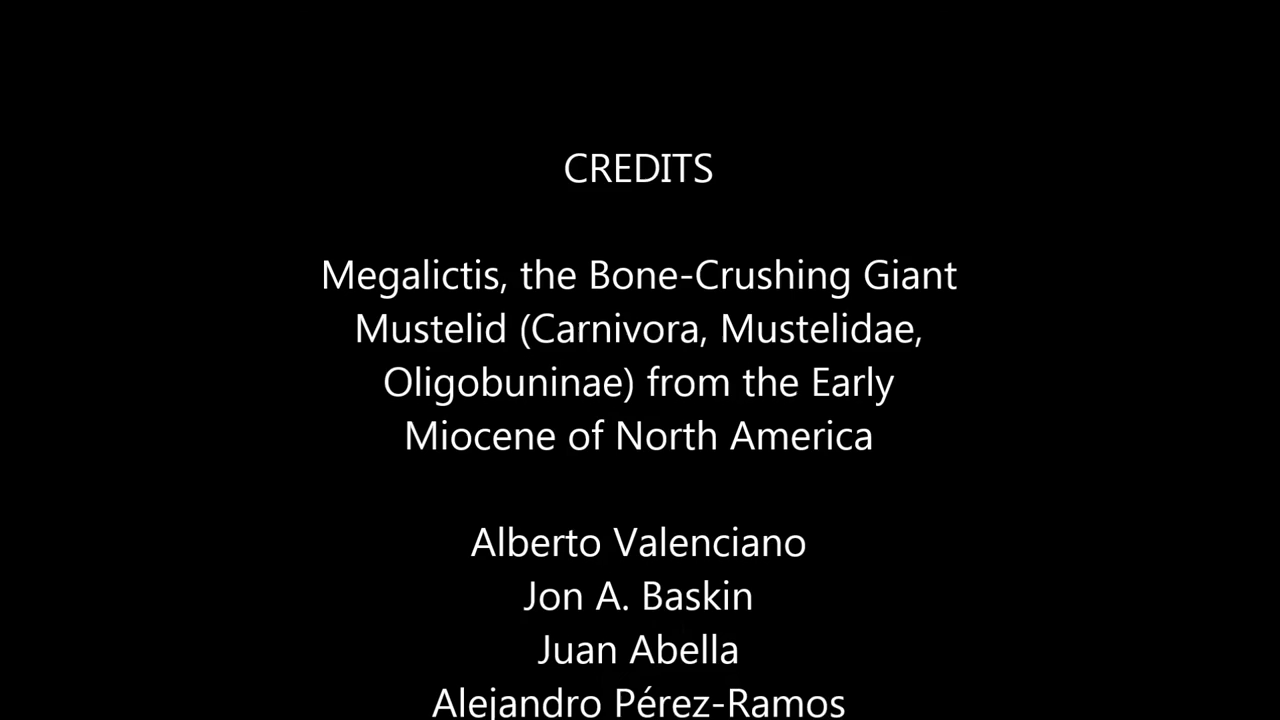 CREDITS
Megalictis, the Bone-Crushing Giant
Mustelid (Carnivora, Mustelidae,
Oligobuninae) from the Early
Miocene of North America
Alberto Valenciano
Jon A. Baskin
Juan Abella
Alejandro Pérez-Ramos